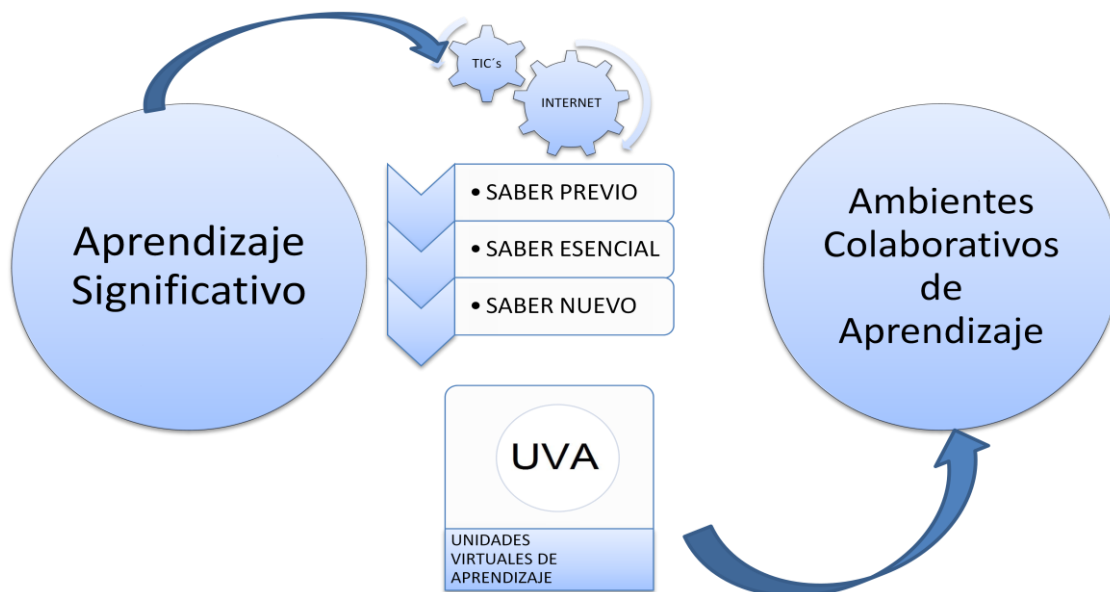 TIC´s
INTERNET
Aprendizaje
Significativo
• SABER PREVIO
• SABER ESENCIAL
• SABER NUEVO
UVA
UNIDADES
VIRTUALES DE
APRENDIZAJE
Ambientes
Colaborativos
de
Aprendizaje